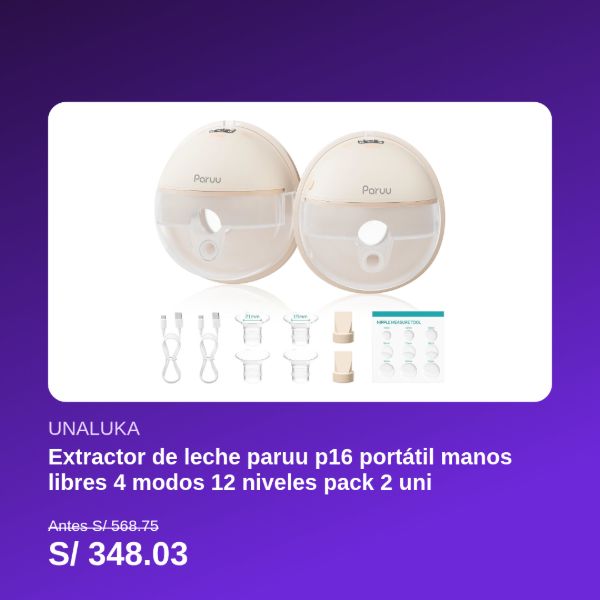 Paruu
Paruu
21mm
15mm
NIPPLE MEASURE TOOL
UNALUKA
Extractor de leche paruu p16 portátil manos
libres 4 modos 12 niveles pack 2 uni
Antes S/ 568.75
S/ 348.03